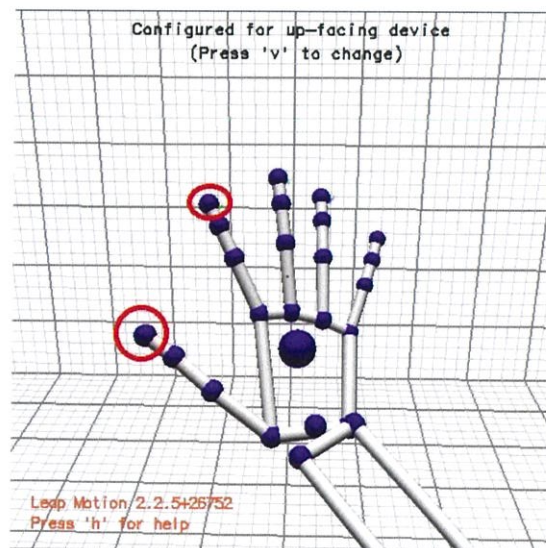 Configured for up-facing device
(Press 'v' to change)
Leap Motion 2.2.5+26752
Press 'h' for help